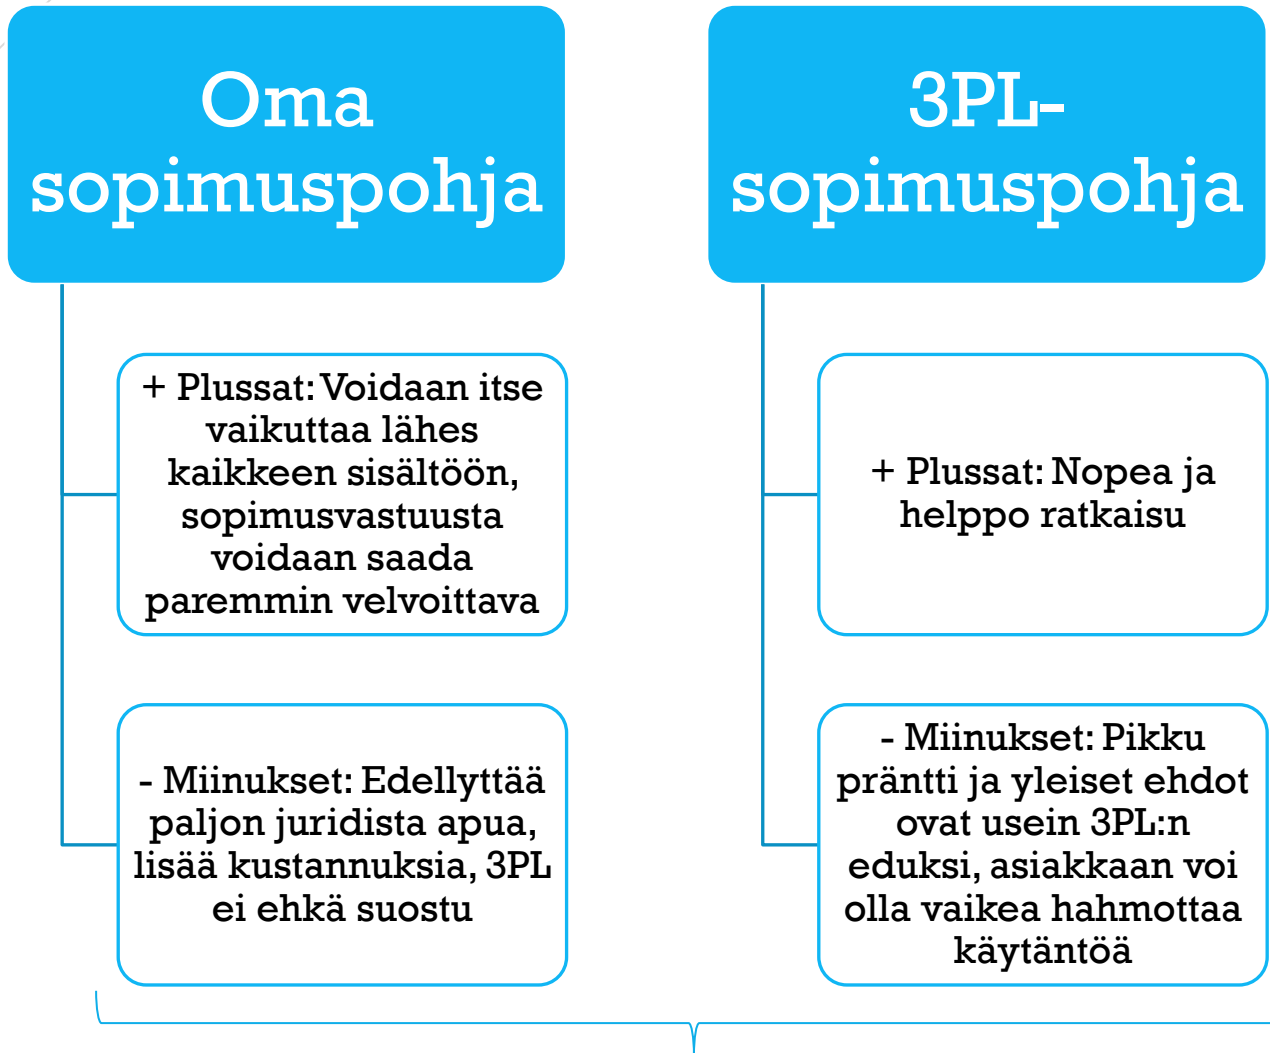 Oma
sopimuspohja
+ Plussat: Voidaan itse
vaikuttaa lähes
kaikkeen sisältöön,
sopimusvastuusta
voidaan saada
paremmin velvoittava
- Miinukset: Edellyttää
paljon juridista apua,
lisää kustannuksia, 3PL
ei ehkä suostu
3PL-
sopimuspohja
+ Plussat: Nopea ja
helppo ratkaisu
- Miinukset: Pikku
präntti ja yleiset ehdot
ovat usein 3PL:n
eduksi, asiakkaan voi
olla vaikea hahmottaa
käytäntöä